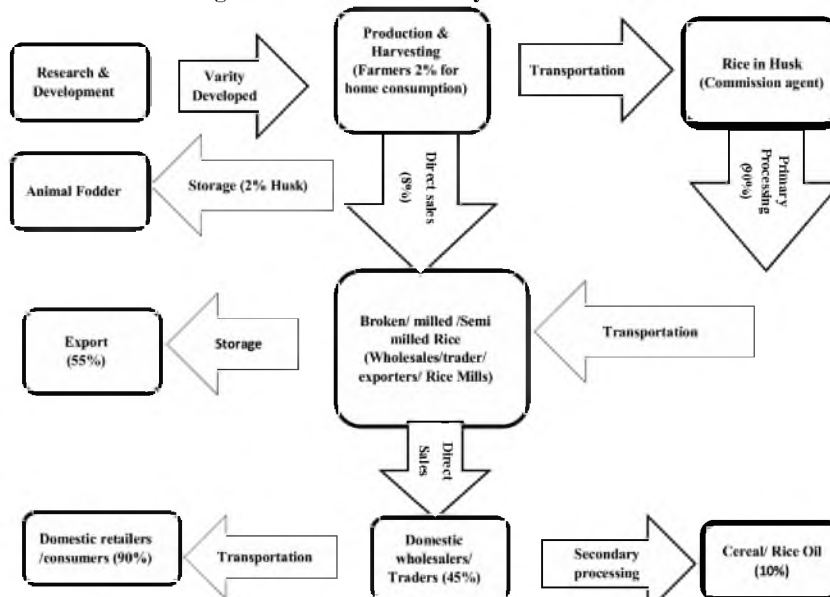 Production &
Harvesting
(Farmers 2% for
home consumption)
Research &
Development
Varity
Developed
Transportation
Rice in Husk
(Commission agent)
Animal Fodder
Storage (2% Husk)
Direct sales
(8%)
Primary
Processing
(90%)
Export
(55%)
Storage
Broken/ milled /Semi
milled Rice
(Wholesales/trader/
exporters/ Rice Mills)
Transportation
Direct
Sales
Domestic retailers
/consumers (90%)
Transportation
Domestic
wholesalers/
Traders (45%)
Secondary
processing
Cereal/ Rice Oil
(10%)